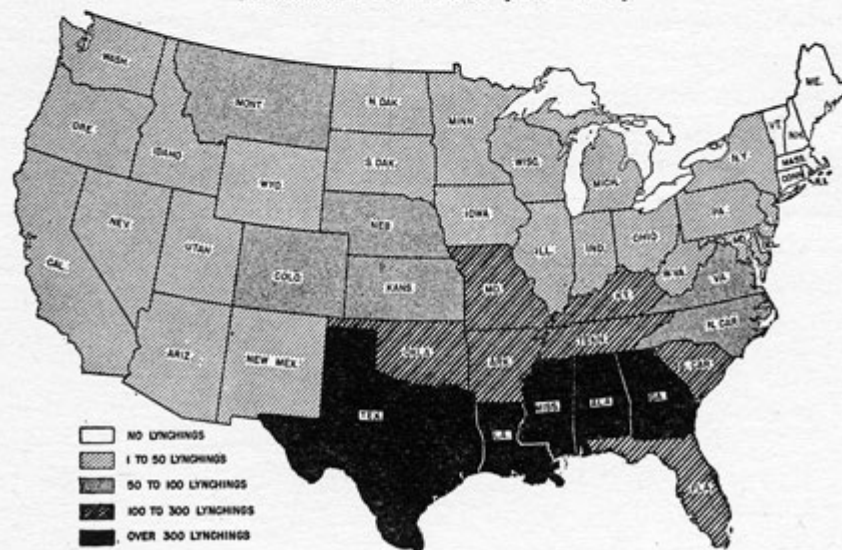 WASH.
MONT.
N. DAK.
MINN.
ME.
VT.
N.H.
ORE.
IDAHO
S. DAK.
WISC.
MICH.
N.Y.
MASS.
CONN.
R.I.
WYO.
NEB.
IOWA
PA.
NEV.
UTAH
COLO.
KANS.
MO.
ILL.
IND.
OHIO
W.VA.
MD.
VA.
CAL.
KY.
N. CAR.
ARIZ.
NEW MEX.
OKLA.
ARK.
TENN.
S. CAR.
TEX.
LA.
MISS.
ALA.
GA.
FLA.
NO LYNCHINGS
1 TO 50 LYNCHINGS
50 TO 100 LYNCHINGS
100 TO 300 LYNCHINGS
OVER 300 LYNCHINGS